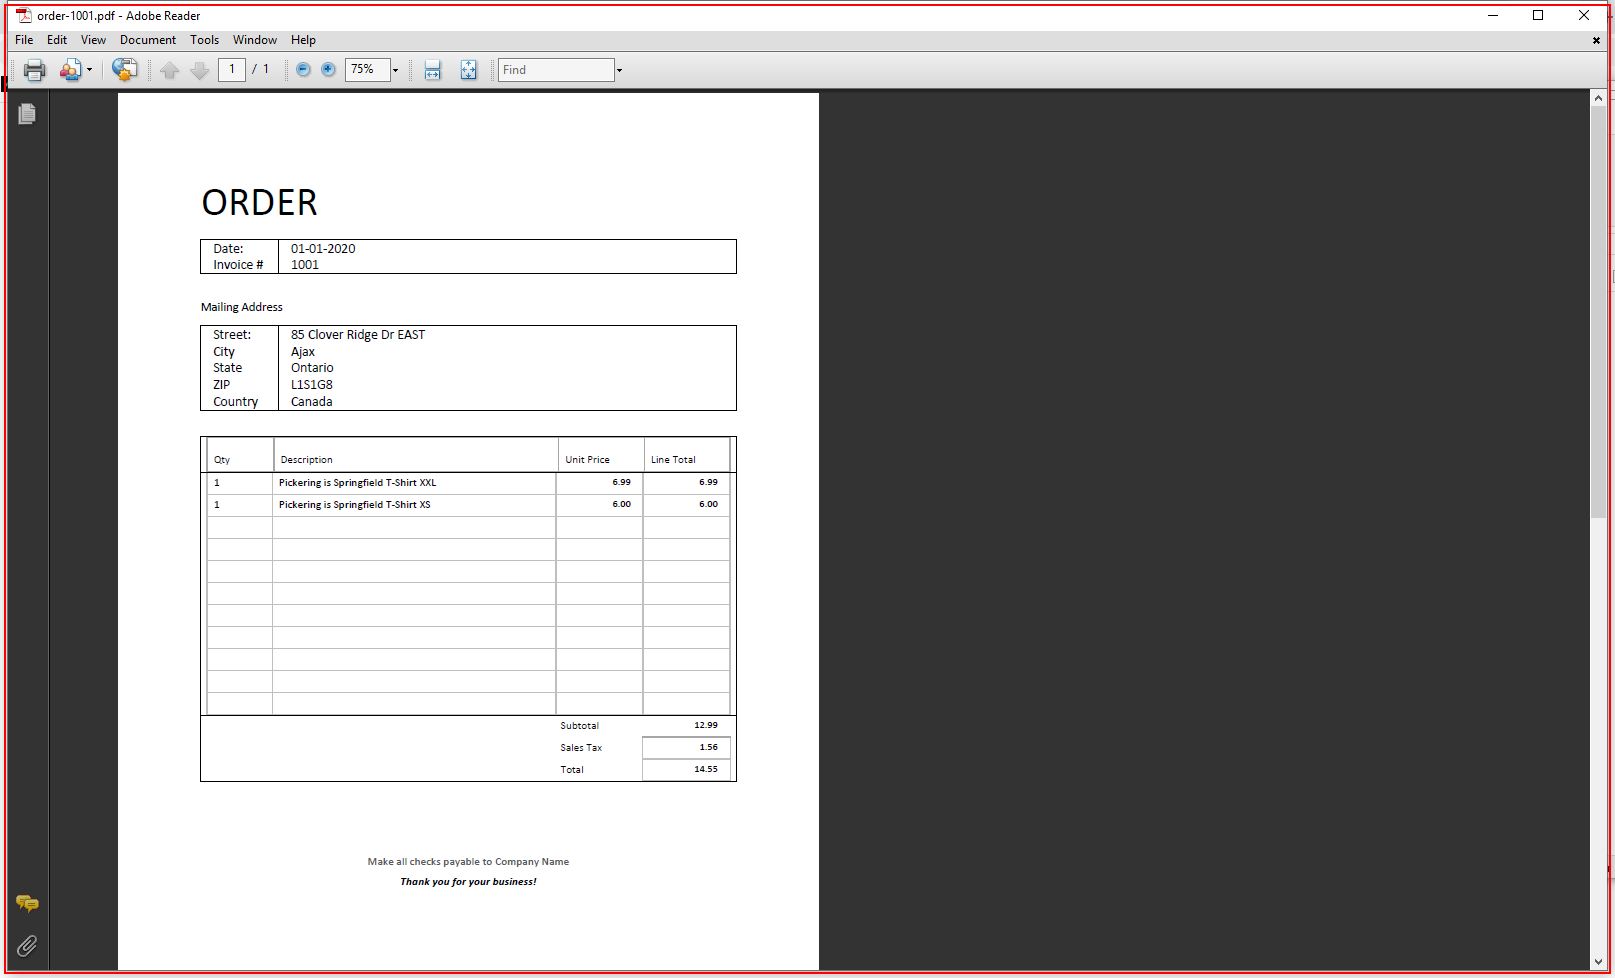 order-1001.pdf - Adobe Reader
File Edit View Document Tools Window Help
1 / 1 75% Find
ORDER
Date: 01-01-2020
Invoice # 1001
Mailing Address
Street: 85 Clover Ridge Dr EAST
City Ajax
State Ontario
ZIP L1S1G8
Country Canada
Qty Description Unit Price Line Total
1 Pickering is Springfield T-Shirt XXL 6.99 6.99
1 Pickering is Springfield T-Shirt XS 6.00 6.00
Subtotal 12.99
Sales Tax 1.56
Total 14.55
Make all checks payable to Company Name
Thank you for your business!